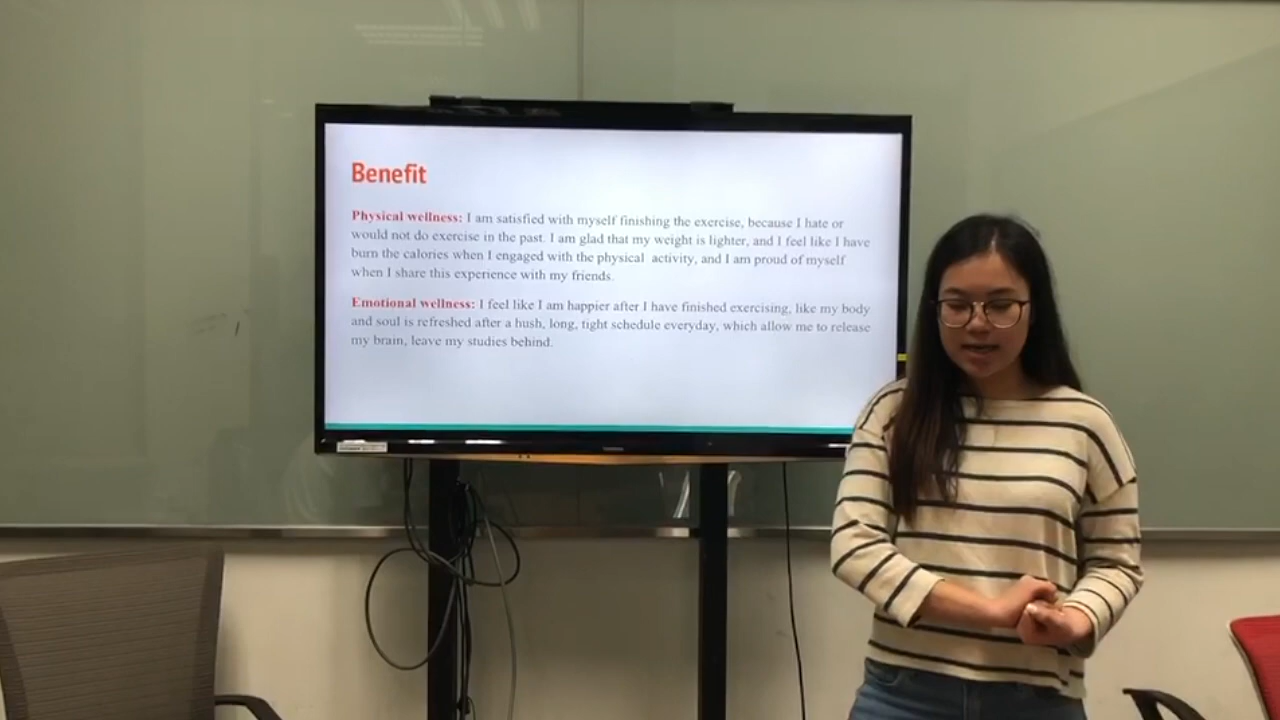 Benefit
Physical wellness: I am satisfied with myself finishing the exercise, because I hate or
would not do exercise in the past. I am glad that my weight is lighter, and I feel like I have
burn the calories when I engaged with the physical activity, and I am proud of myself
when I share this experience with my friends.
Emotional wellness: I feel like I am happier after I have finished exercising, like my body
and soul is refreshed after a hush, long, tight schedule everyday, which allow me to release
my brain, leave my studies behind.